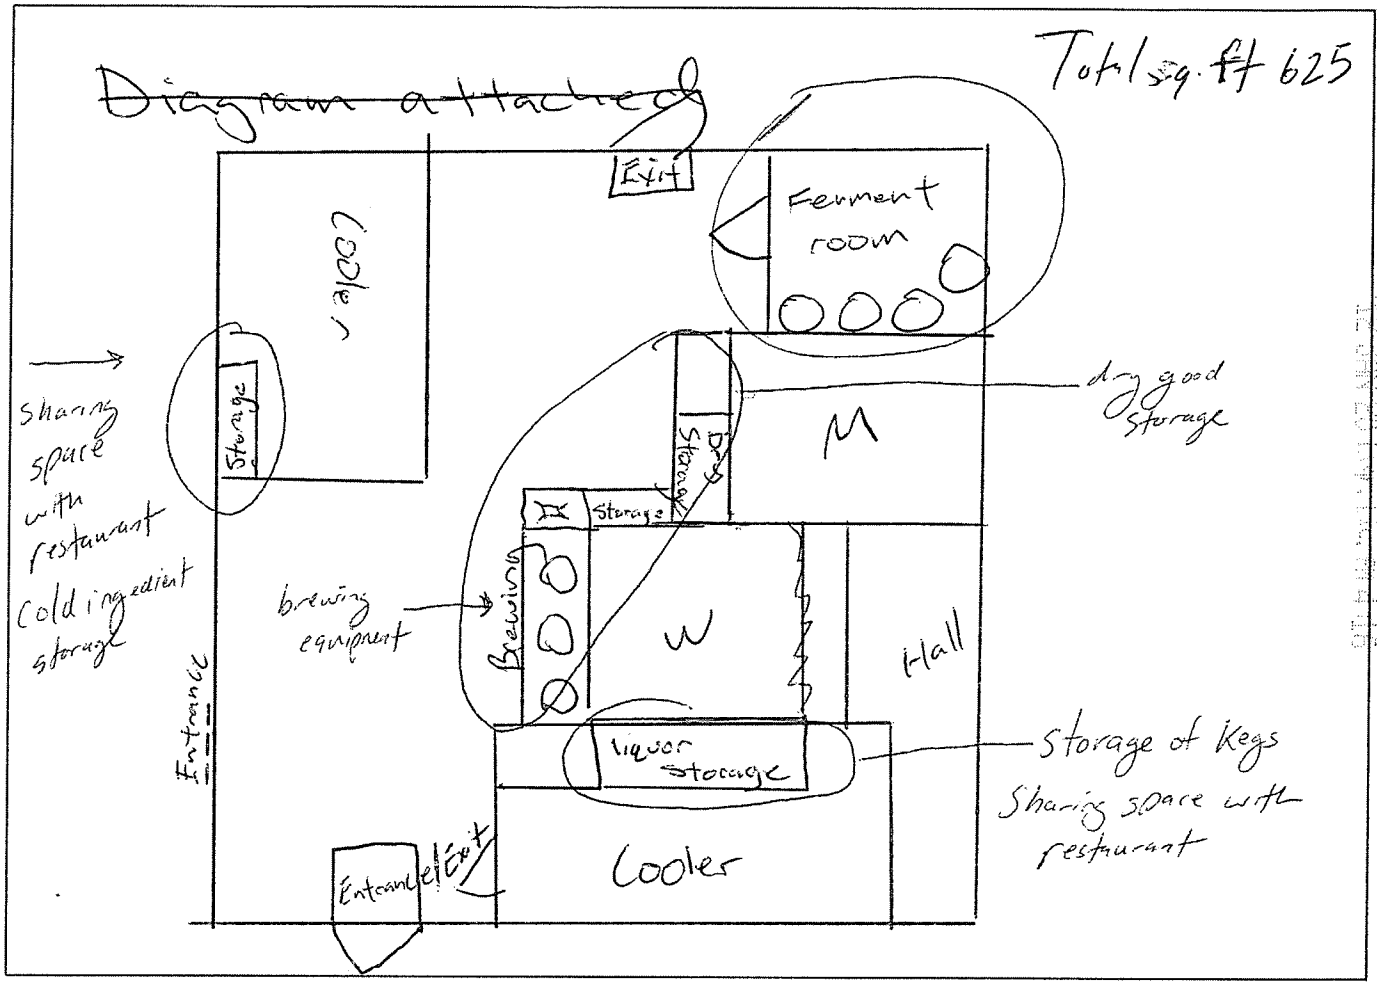 Total sq. ft 625
Diagram attached
Exit
Ferment
room
Cooler
Storage
sharing
space
with
restaurant
Cold ingredient
storage
dry good
storage
M
Dry
Storage
Storage
Brewing
brewing
equipment
W
Hall
Entrance
liquor
storage
Storage of Kegs
Sharing space with
restaurant
Cooler
Entrance/Exit